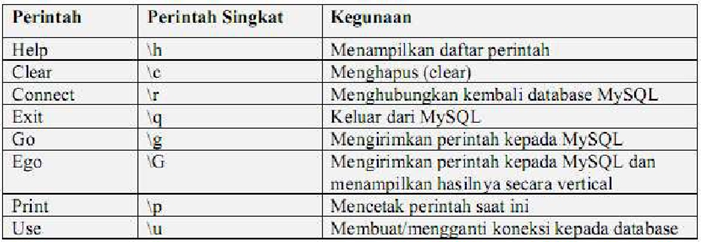 Perintah Perintah Singkat Kegunaan
Help \h Menampilkan daftar perintah
Clear \c Menghapus (clear)
Connect \r Menghubungkan kembali database MySQL
Exit \q Keluar dari MySQL
Go \g Mengirimkan perintah kepada MySQL
Ego \G Mengirimkan perintah kepada MySQL dan
menampilkan hasilnya secara vertical
Print \p Mencetak perintah saat ini
Use \u Membuat/mengganti koneksi kepada database